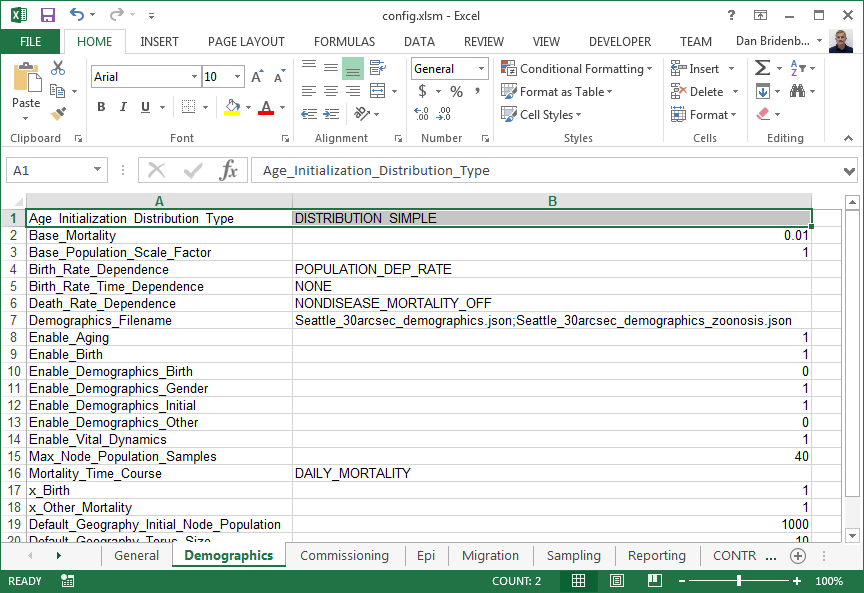 config.xlsm - Excel
FILE HOME INSERT PAGE LAYOUT FORMULAS DATA REVIEW VIEW DEVELOPER TEAM Dan Bridenb...
Paste
Arial 10
B I U A
General
$ % ,
Conditional Formatting
Format as Table
Cell Styles
Insert
Delete
Format
Clipboard Font Alignment Number Styles Cells Editing
A1 fx Age_Initialization_Distribution_Type
A B
1 Age_Initialization_Distribution_Type DISTRIBUTION_SIMPLE
2 Base_Mortality 0.01
3 Base_Population_Scale_Factor 1
4 Birth_Rate_Dependence POPULATION_DEP_RATE
5 Birth_Rate_Time_Dependence NONE
6 Death_Rate_Dependence NONDISEASE_MORTALITY_OFF
7 Demographics_Filename Seattle_30arcsec_demographics.json;Seattle_30arcsec_demographics_zoonosis.json
8 Enable_Aging 1
9 Enable_Birth 1
10 Enable_Demographics_Birth 0
11 Enable_Demographics_Gender 1
12 Enable_Demographics_Initial 1
13 Enable_Demographics_Other 0
14 Enable_Vital_Dynamics 1
15 Max_Node_Population_Samples 40
16 Mortality_Time_Course DAILY_MORTALITY
17 x_Birth 1
18 x_Other_Mortality 1
19 Default_Geography_Initial_Node_Population 1000
20 Default_Geography_Torus_Size 10
General Demographics Commissioning Epi Migration Sampling Reporting CONTR ...
READY COUNT: 2 100%